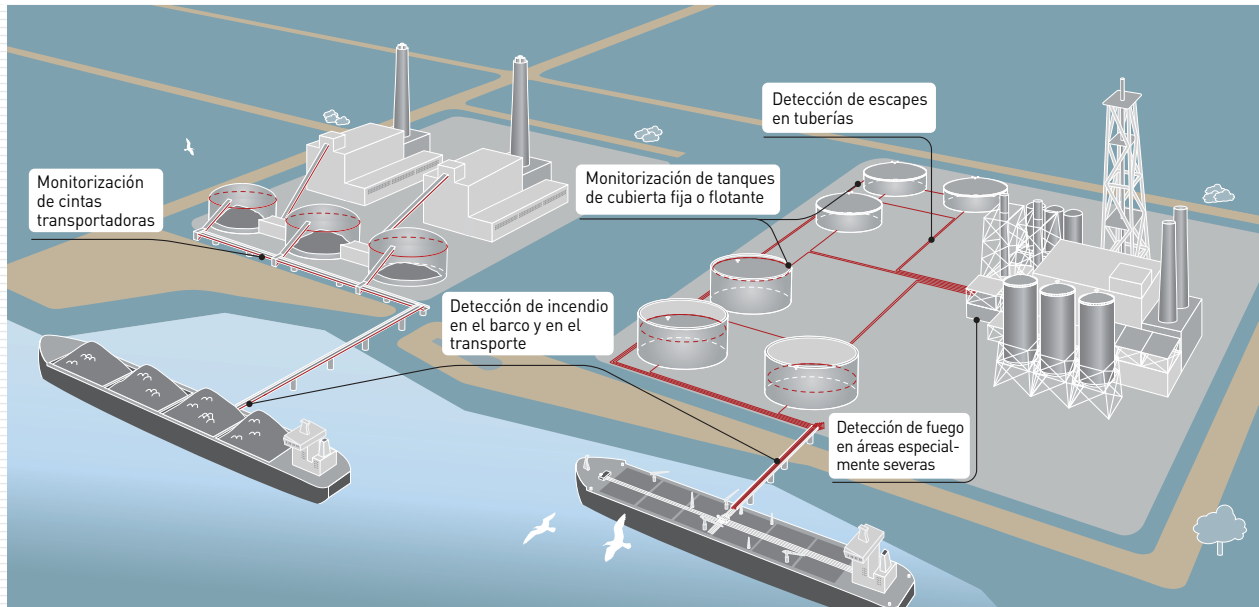 Detección de escapes
en tuberías
Monitorización
de cintas
transportadoras
Monitorización de tanques
de cubierta fija o flotante
Detección de incendio
en el barco y en el
transporte
Detección de fuego
en áreas especial-
mente severas